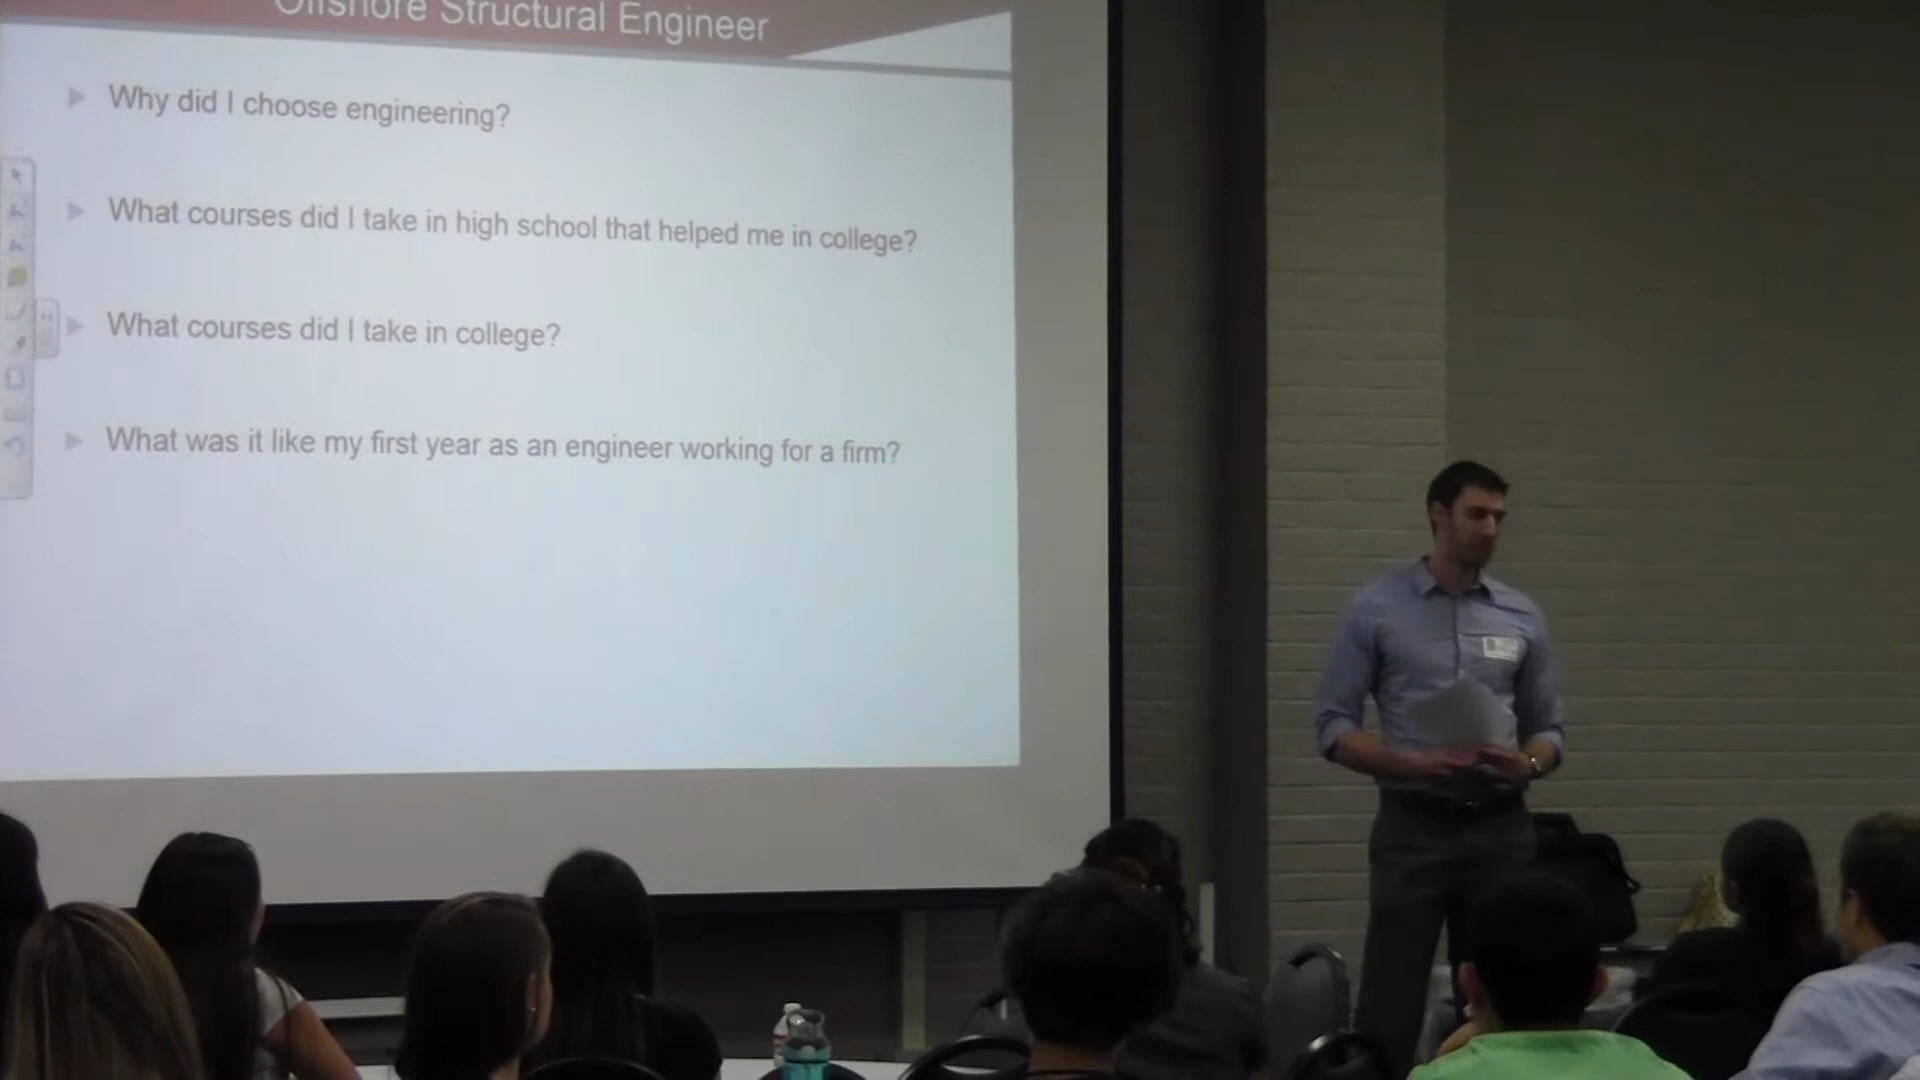 Offshore Structural Engineer
Why did I choose engineering?
What courses did I take in high school that helped me in college?
What courses did I take in college?
What was it like my first year as an engineer working for a firm?